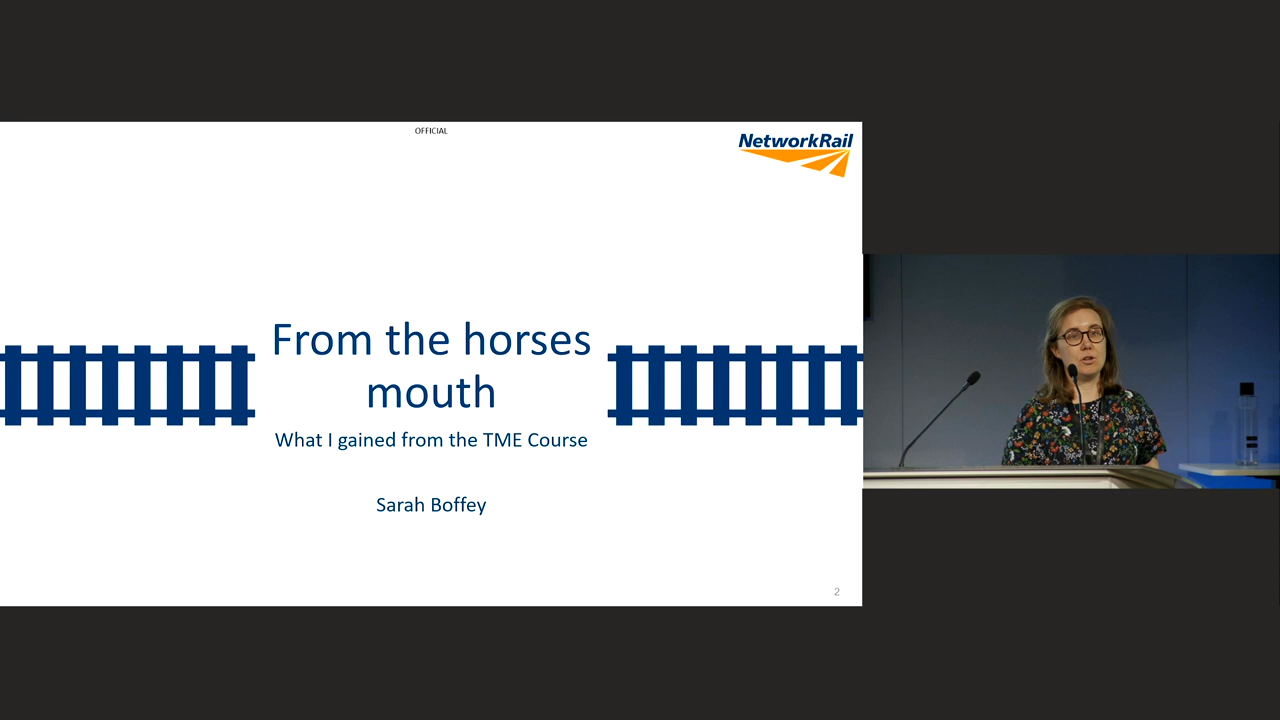 OFFICIAL
NetworkRail
From the horses
mouth
What I gained from the TME Course
Sarah Boffey
2